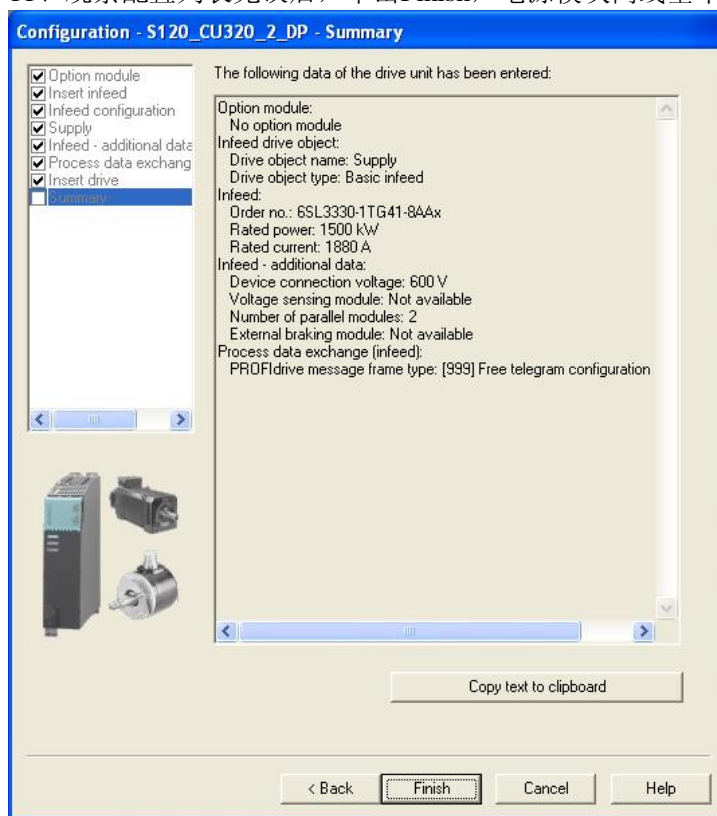 Configuration - S120_CU320_2_DP - Summary
Option module
Insert infeed
Infeed configuration
Supply
Infeed - additional data
Process data exchang
Insert drive
Summary
The following data of the drive unit has been entered:
Option module:
No option module
Infeed drive object:
Drive object name: Supply
Drive object type: Basic infeed
Infeed:
Order no.: 6SL3330-1TG41-8AAx
Rated power: 1500 kW
Rated current: 1880 A
Infeed - additional data:
Device connection voltage: 600 V
Voltage sensing module: Not available
Number of parallel modules: 2
External braking module: Not available
Process data exchange (infeed):
PROFIdrive message frame type: [999] Free telegram configuration
Copy text to clipboard
< Back
Finish
Cancel
Help